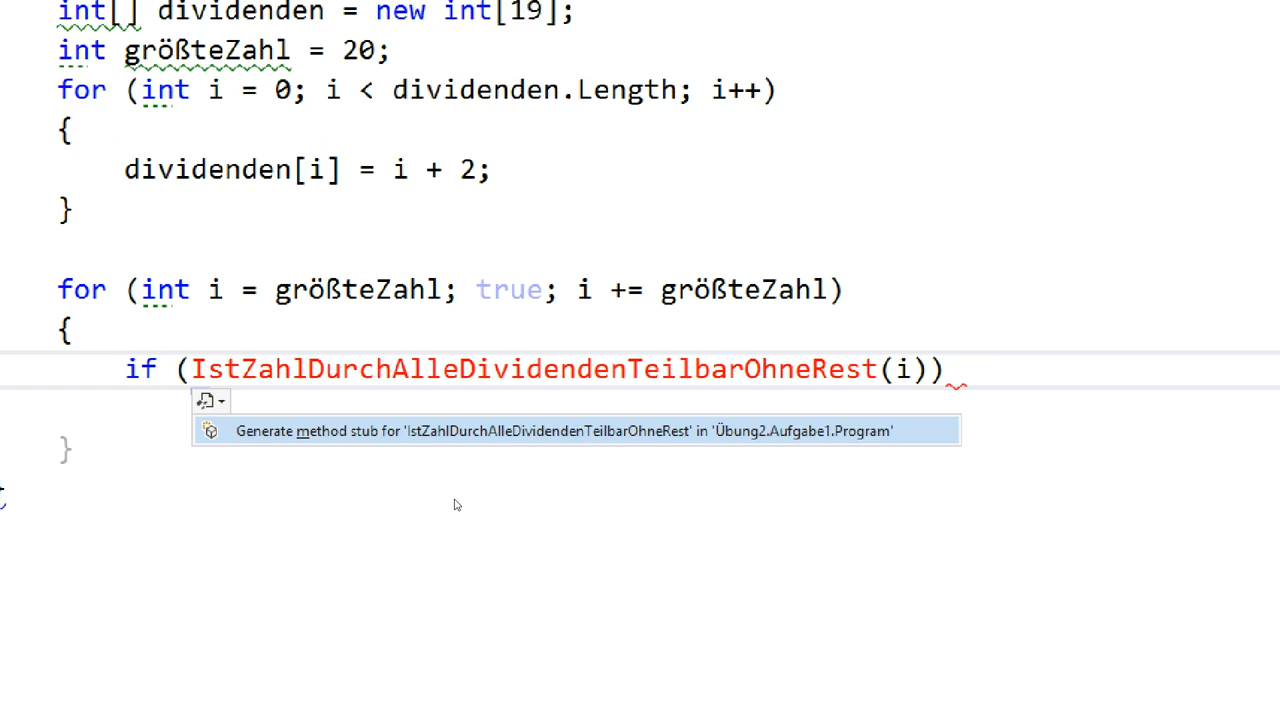 int[] dividenden = new int[19];
int größteZahl = 20;
for (int i = 0; i < dividenden.Length; i++)
{
dividenden[i] = i + 2;
}
for (int i = größteZahl; true; i += größteZahl)
{
if (IstZahlDurchAlleDividendenTeilbarOhneRest(i))
Generate method stub for 'IstZahlDurchAlleDividendenTeilbarOhneRest' in 'Übung2.Aufgabe1.Program'
}